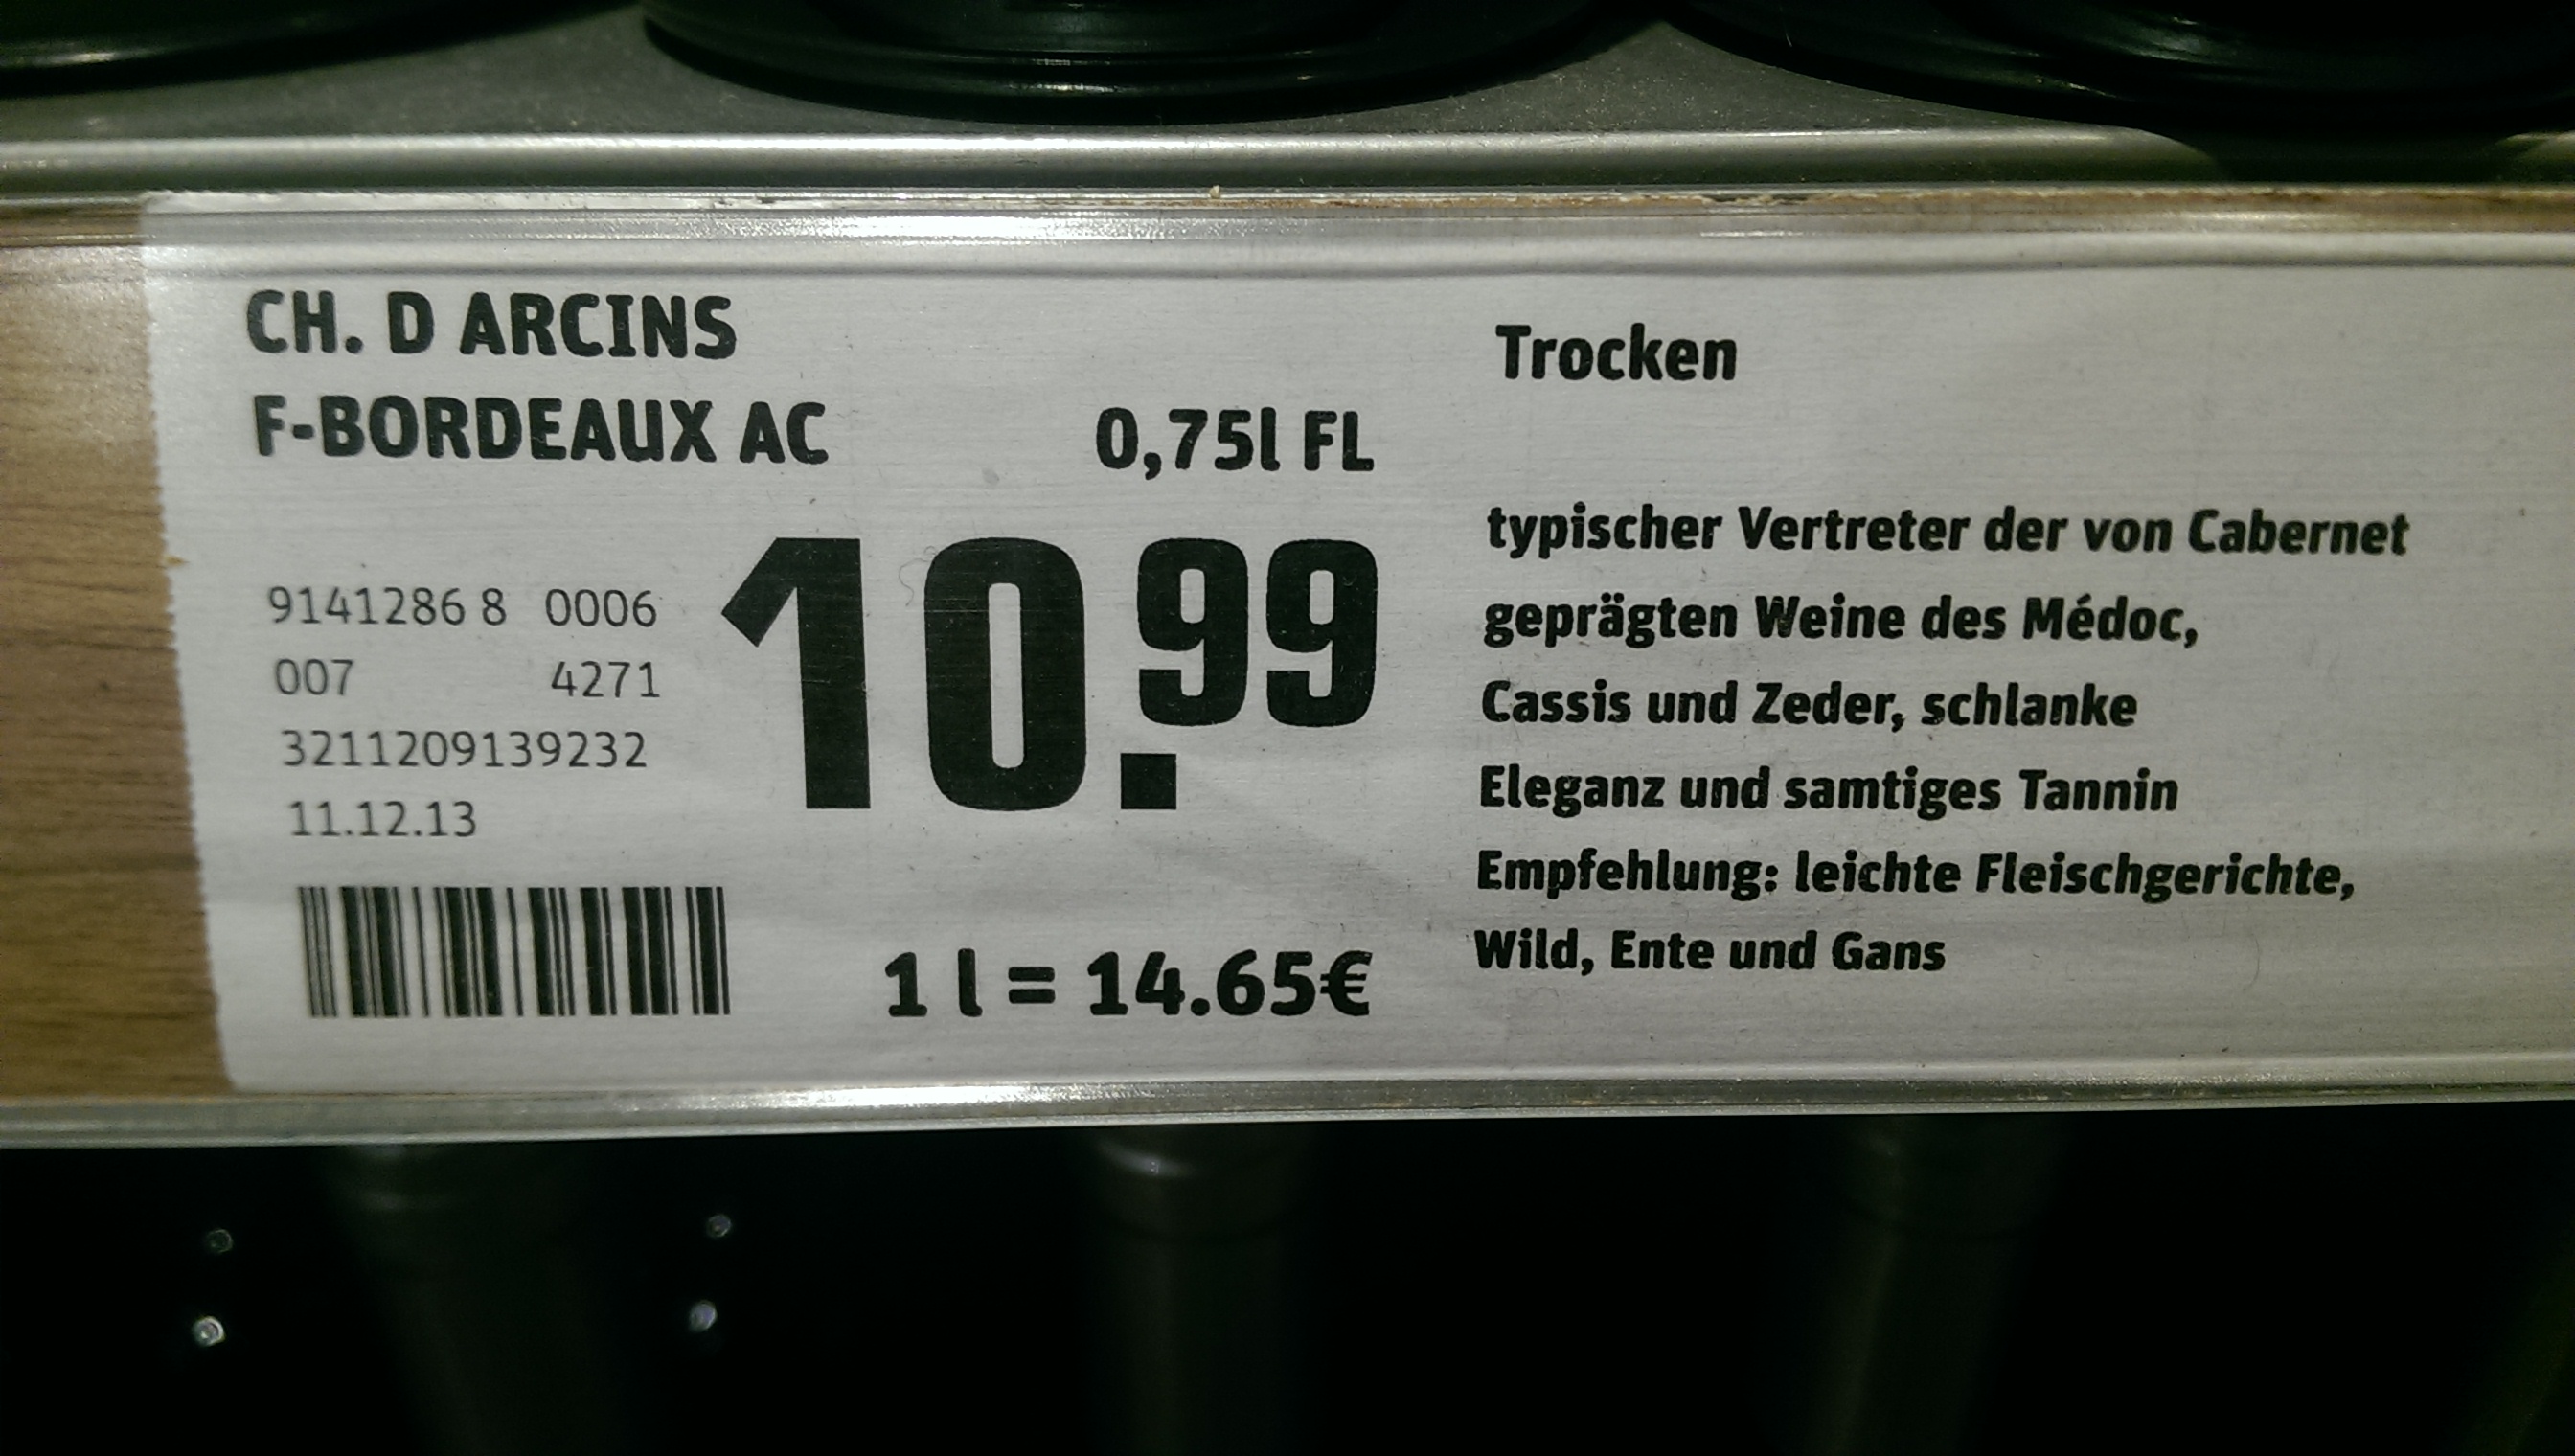 CH. D ARCINS
F-BORDEAUX AC
0,75l FL
9141286 8 0006
007 4271
3211209139232
11.12.13
10.99
1 l = 14.65€
Trocken
typischer Vertreter der von Cabernet
geprägten Weine des Médoc,
Cassis und Zeder, schlanke
Eleganz und samtiges Tannin
Empfehlung: leichte Fleischgerichte,
Wild, Ente und Gans